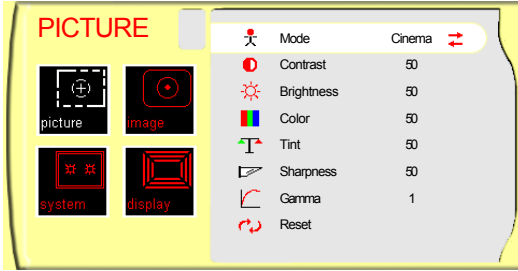 PICTURE
picture
image
system
display
Mode Cinema
Contrast 50
Brightness 50
Color 50
Tint 50
Sharpness 50
Gamma 1
Reset